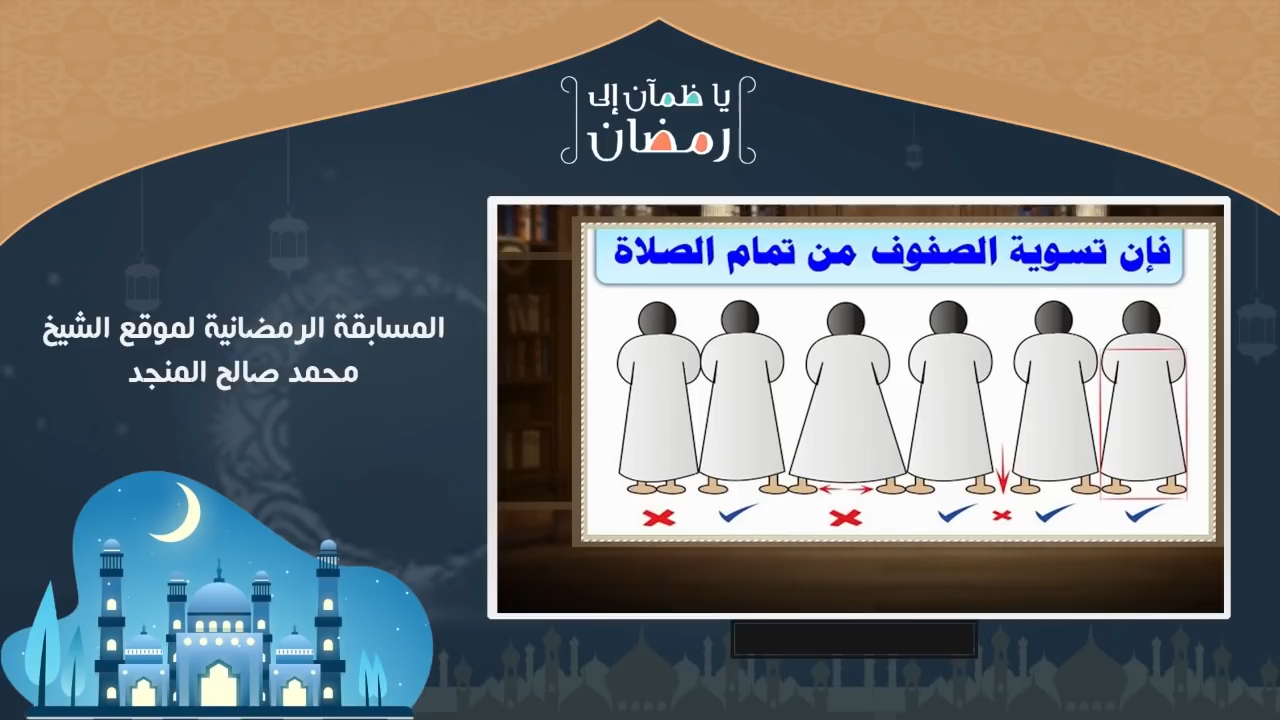 يا ظمآن إلى
رمضان
فإن تسوية الصفوف من تمام الصلاة
المسابقة الرمضانية لموقع الشيخ
محمد صالح المنجد